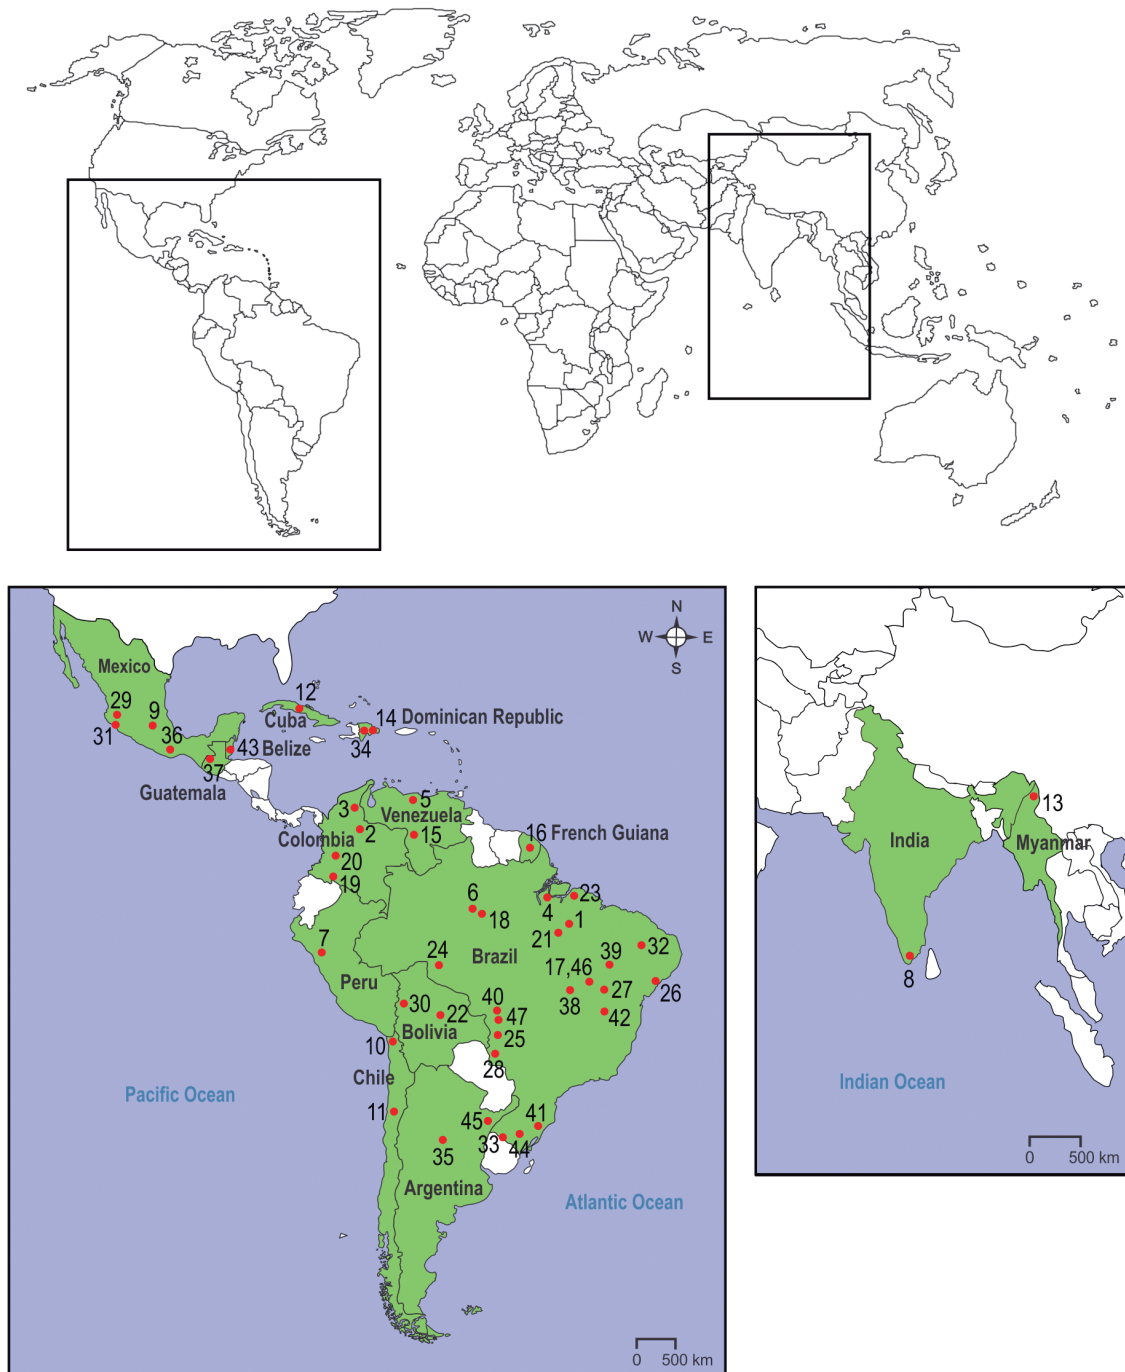 N
W E
S
Mexico
29
9
31
36
12
Cuba
14 Dominican Republic
34
43 Belize
37
Guatemala
3
5
Venezuela
Colombia
2
15
16 French Guiana
20
19
6
18
4
23
1
21
7
24
Brazil
39
32
17,46
Peru
30
22
40
47
38
27
26
42
Bolivia
25
10
28
Chile
Pacific Ocean
11
45
41
33
44
35
Argentina
Atlantic Ocean
0 500 km
13
India
Myanmar
8
Indian Ocean
0 500 km